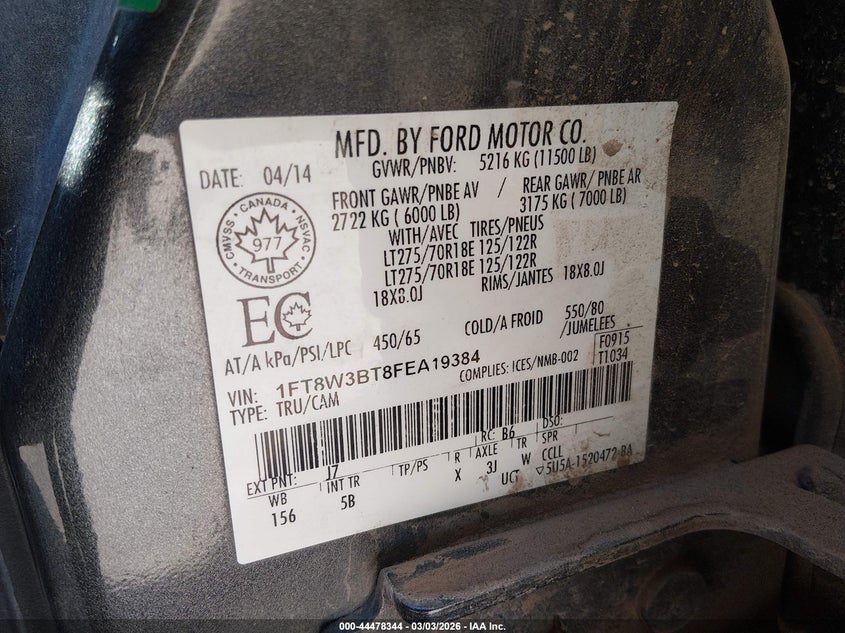 MFD. BY FORD MOTOR CO.
DATE: 04/14
GVWR/PNBV: 5216 KG (11500 LB)
FRONT GAWR/PNBE AV / REAR GAWR/ PNBE AR
2722 KG ( 6000 LB) 3175 KG ( 7000 LB)
WITH/AVEC TIRES/PNEUS
LT275/70R18E 125/122R
LT275/70R18E 125/122R
RIMS/JANTES 18X8.0J
18X8.0J
CMVSS · CANADA · NSVAC
977
· TRANSPORT ·
EC
AT/A kPa/PSI/LPC 450/65 COLD/A FROID 550/80
/JUMELEES
VIN: 1FT8W3BT8FEA19384
COMPLIES: ICES/NMB-002
F0915
T1034
TYPE: TRU/CAM
EXT PNT: J7 RC: B6 DSO:
WB INT TR TP/PS R AXLE TR SPR
156 5B X 3J W CCLL
UCT ▽5U5A-1520472-BA
000-44478344 - 03/03/2026 - IAA Inc.